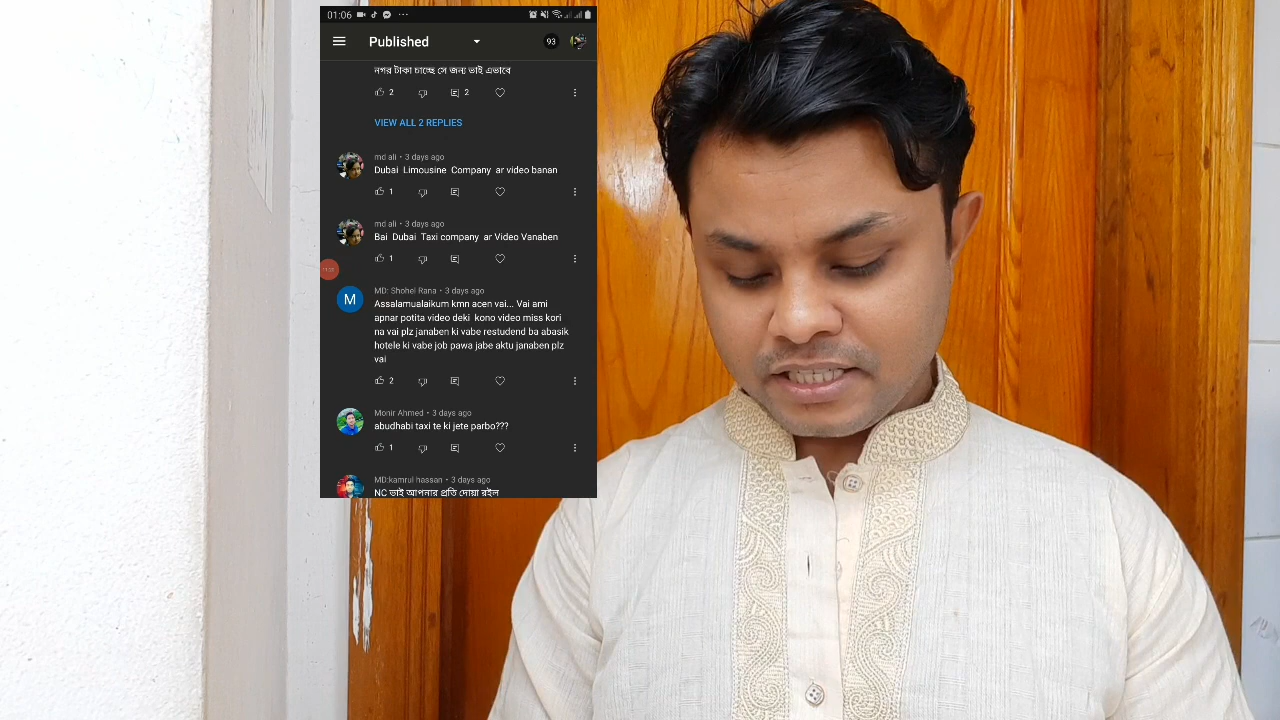 01:06
Published
93
নগর টাকা চাচ্ছে সে জন্য ভাই এভাবে
2
2
VIEW ALL 2 REPLIES
md ali • 3 days ago
Dubai Limousine Company ar video banan
1
md ali • 3 days ago
Bai Dubai Taxi company ar Video Vanaben
1
M
MD: Shohel Rana • 3 days ago
Assalamualaikum kmn acen vai... Vai ami
apnar potita video deki kono video miss kori
na vai plz janaben ki vabe restudend ba abasik
hotele ki vabe job pawa jabe aktu janaben plz
vai
2
Monir Ahmed • 3 days ago
abudhabi taxi te ki jete parbo???
1
MD:kamrul hassan • 3 days ago
NC ভাই আপনার প্রতি দোয়া রইল